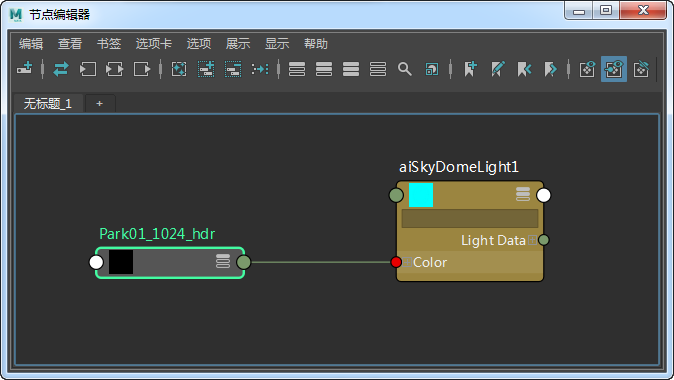 节点编辑器
编辑 查看 书签 选项卡 选项 展示 显示 帮助
无标题_1 +
aiSkyDomeLight1
Park01_1024_hdr
Light Data
Color